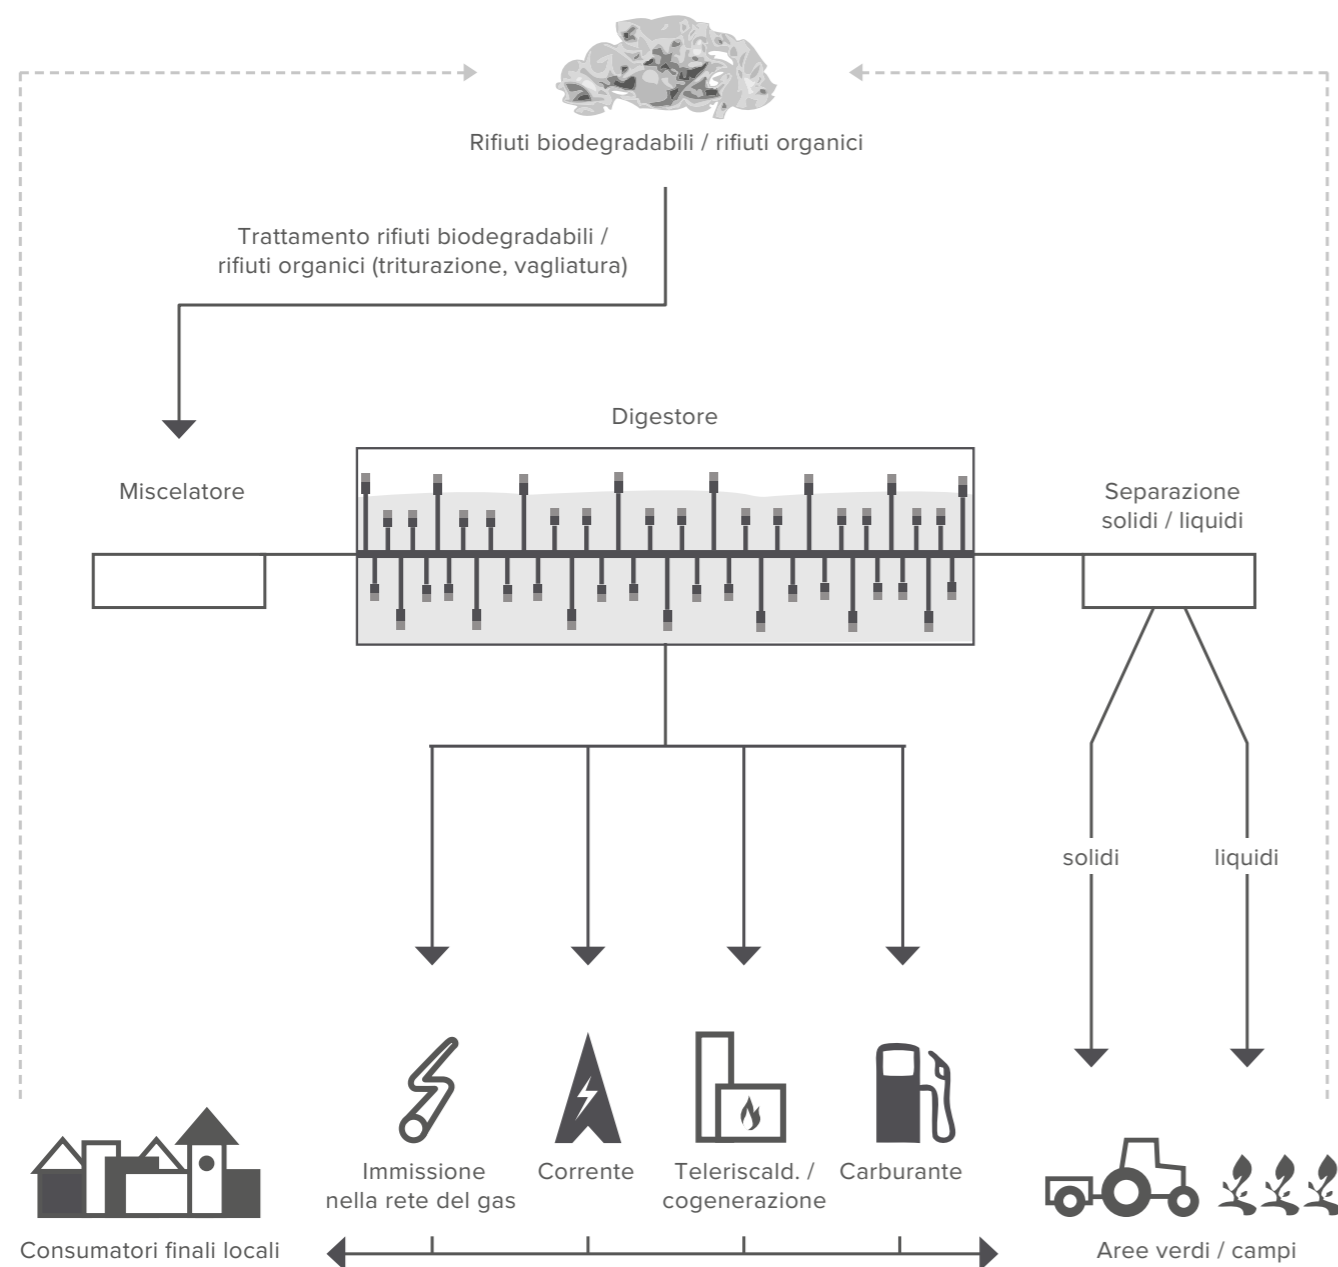 Rifiuti biodegradabili / rifiuti organici
Trattamento rifiuti biodegradabili /
rifiuti organici (triturazione, vagliatura)
Digestore
Miscelatore
Separazione
solidi / liquidi
solidi
liquidi
Immissione
nella rete del gas
Corrente
Teleriscald. /
cogenerazione
Carburante
Consumatori finali locali
Aree verdi / campi